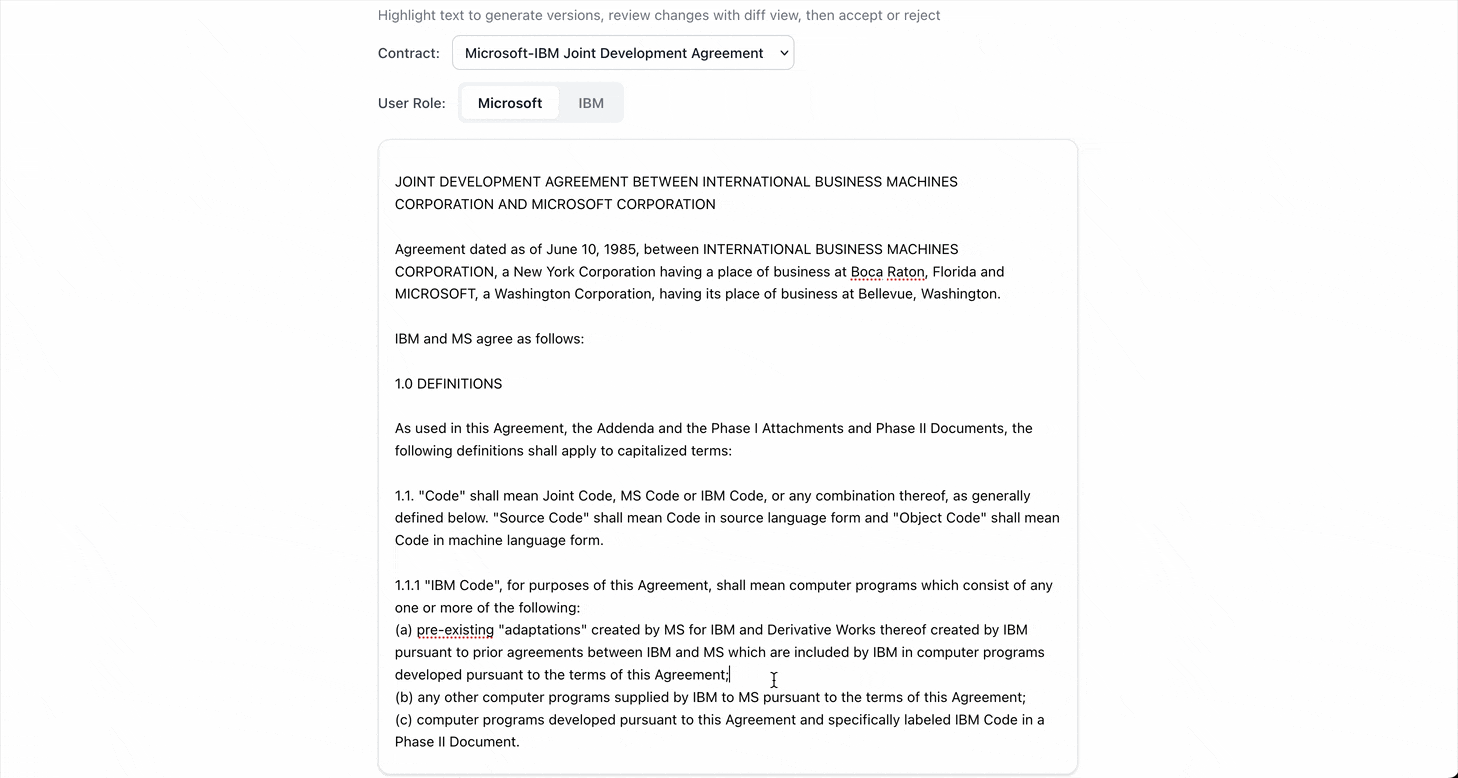 Highlight text to generate versions, review changes with diff view, then accept or reject
Contract: Microsoft-IBM Joint Development Agreement
User Role: Microsoft IBM
JOINT DEVELOPMENT AGREEMENT BETWEEN INTERNATIONAL BUSINESS MACHINES
CORPORATION AND MICROSOFT CORPORATION
Agreement dated as of June 10, 1985, between INTERNATIONAL BUSINESS MACHINES
CORPORATION, a New York Corporation having a place of business at Boca Raton, Florida and
MICROSOFT, a Washington Corporation, having its place of business at Bellevue, Washington.
IBM and MS agree as follows:
1.0 DEFINITIONS
As used in this Agreement, the Addenda and the Phase I Attachments and Phase II Documents, the
following definitions shall apply to capitalized terms:
1.1. "Code" shall mean Joint Code, MS Code or IBM Code, or any combination thereof, as generally
defined below. "Source Code" shall mean Code in source language form and "Object Code" shall mean
Code in machine language form.
1.1.1 "IBM Code", for purposes of this Agreement, shall mean computer programs which consist of any
one or more of the following:
(a) pre-existing "adaptations" created by MS for IBM and Derivative Works thereof created by IBM
pursuant to prior agreements between IBM and MS which are included by IBM in computer programs
developed pursuant to the terms of this Agreement;
(b) any other computer programs supplied by IBM to MS pursuant to the terms of this Agreement;
(c) computer programs developed pursuant to this Agreement and specifically labeled IBM Code in a
Phase II Document.